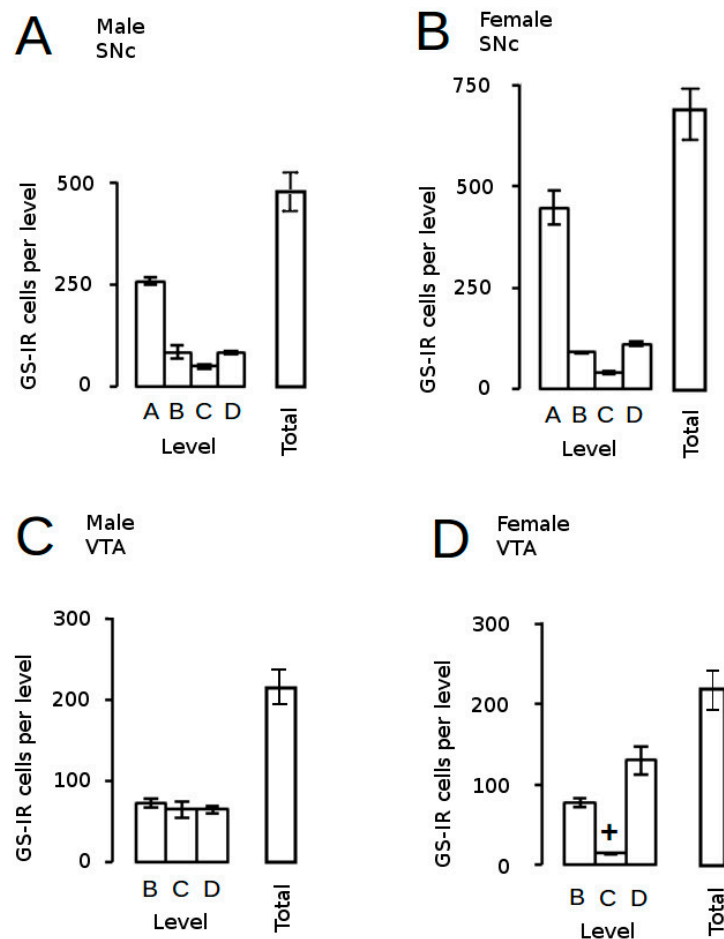 A
Male
SNc
GS-IR cells per level
500
250
0
A B C D
Level
Total
B
Female
SNc
GS-IR cells per level
750
500
250
0
A B C D
Level
Total
C
Male
VTA
GS-IR cells per level
300
200
100
0
B C D
Level
Total
D
Female
VTA
GS-IR cells per level
300
200
100
0
+
B C D
Level
Total